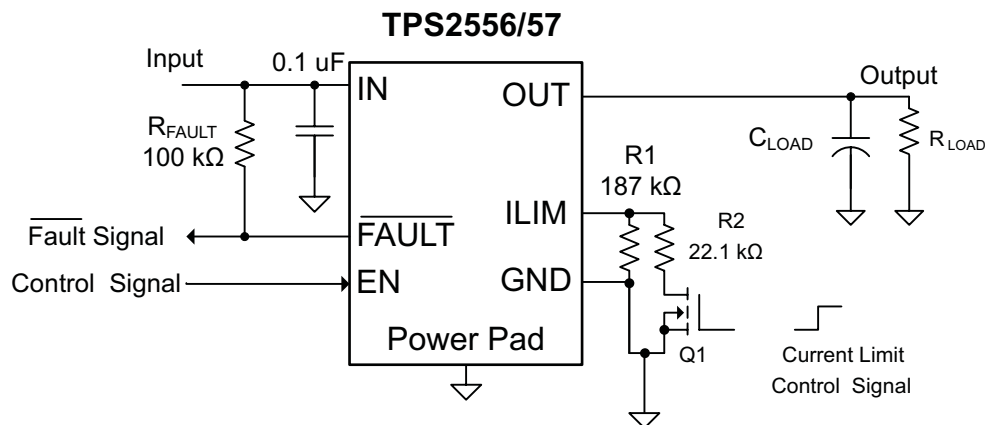 TPS2556/57
Input
0.1 uF
IN
OUT
Output
RFAULT
100 kΩ
CLOAD
RLOAD
R1
187 kΩ
ILIM
R2
22.1 kΩ
Fault Signal
FAULT
Control Signal
EN
GND
Power Pad
Q1
Current Limit
Control Signal